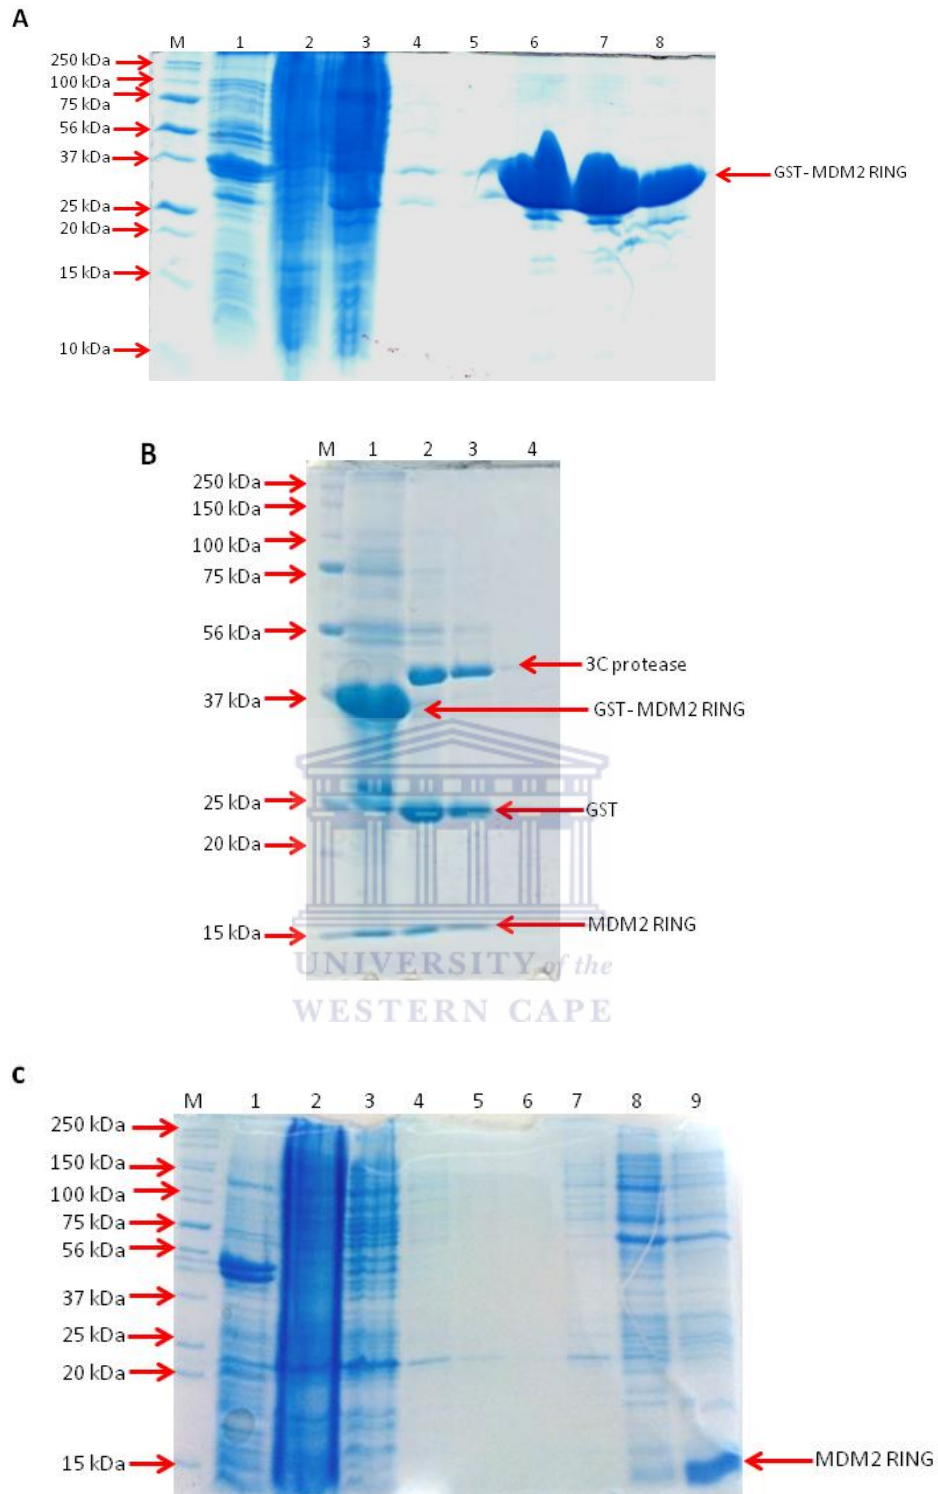 A
M 1 2 3 4 5 6 7 8
250 kDa
100 kDa
75 kDa
56 kDa
37 kDa
GST- MDM2 RING
25 kDa
20 kDa
15 kDa
10 kDa
B
M 1 2 3 4
250 kDa
150 kDa
100 kDa
75 kDa
56 kDa
3C protease
37 kDa
GST- MDM2 RING
25 kDa
GST
20 kDa
MDM2 RING
15 kDa
UNIVERSITY of the
WESTERN CAPE
C
M 1 2 3 4 5 6 7 8 9
250 kDa
150 kDa
100 kDa
75 kDa
56 kDa
37 kDa
25 kDa
20 kDa
15 kDa
MDM2 RING